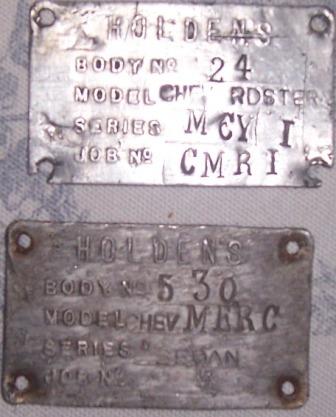 HOLDENS
BODY No 24
MODEL CHEV RDSTER
SERIES MCY I
JOB No CMR I
HOLDENS
BODY No 530
MODEL CHEV MERC
SERIES SEDAN
JOB No